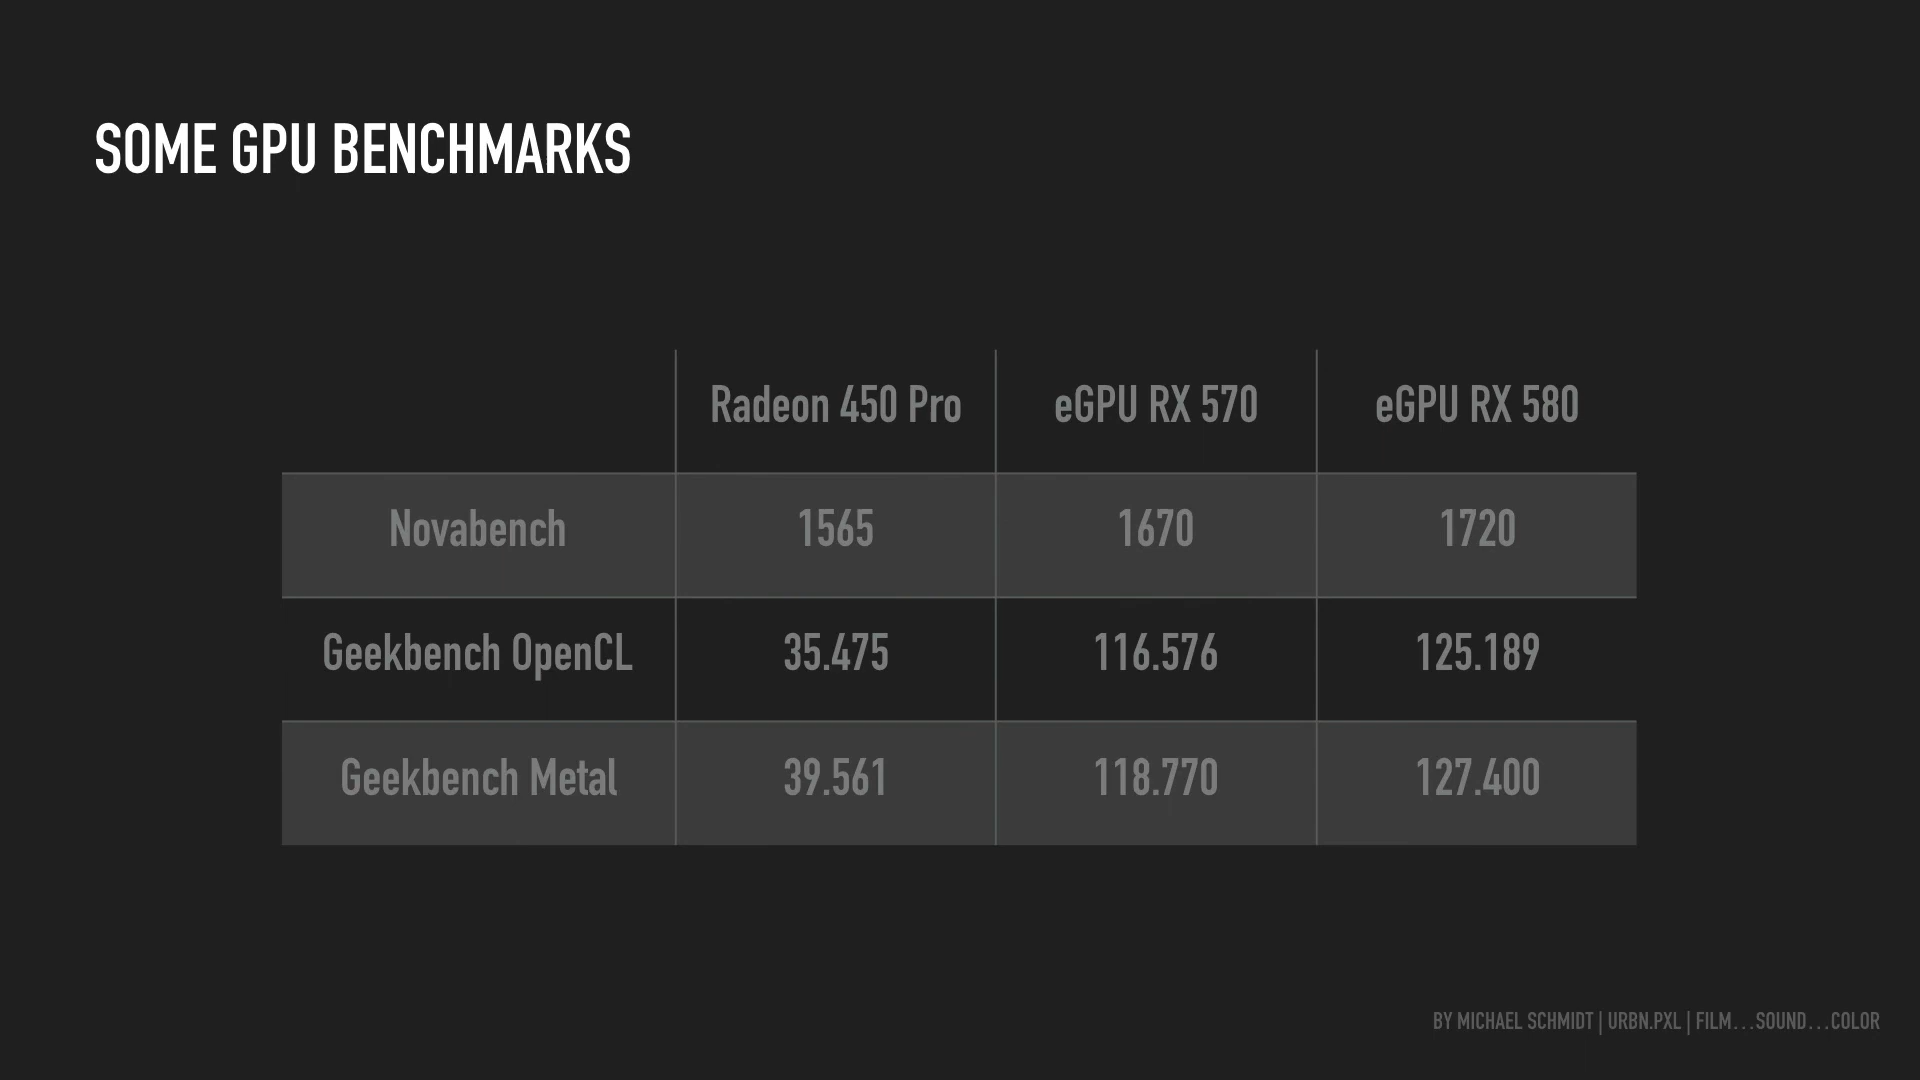 SOME GPU BENCHMARKS
Radeon 450 Pro eGPU RX 570 eGPU RX 580
Novabench 1565 1670 1720
Geekbench OpenCL 35.475 116.576 125.189
Geekbench Metal 39.561 118.770 127.400
BY MICHAEL SCHMIDT | URBN.PXL | FILM...SOUND...COLOR